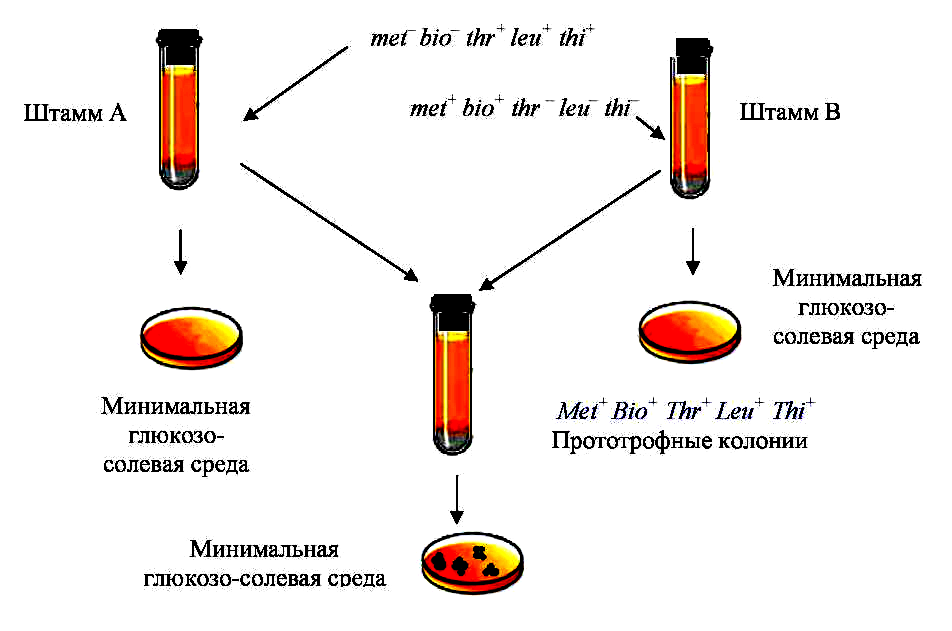 met⁻ bio⁻ thr⁺ leu⁺ thi⁺
met⁺ bio⁺ thr⁻ leu⁻ thi⁻
Штамм А
Штамм В
Минимальная
глюкозо-
солевая среда
Минимальная
глюкозо-
солевая среда
Met⁺ Bio⁺ Thr⁺ Leu⁺ Thi⁺
Прототрофные колонии
Минимальная
глюкозо-солевая среда